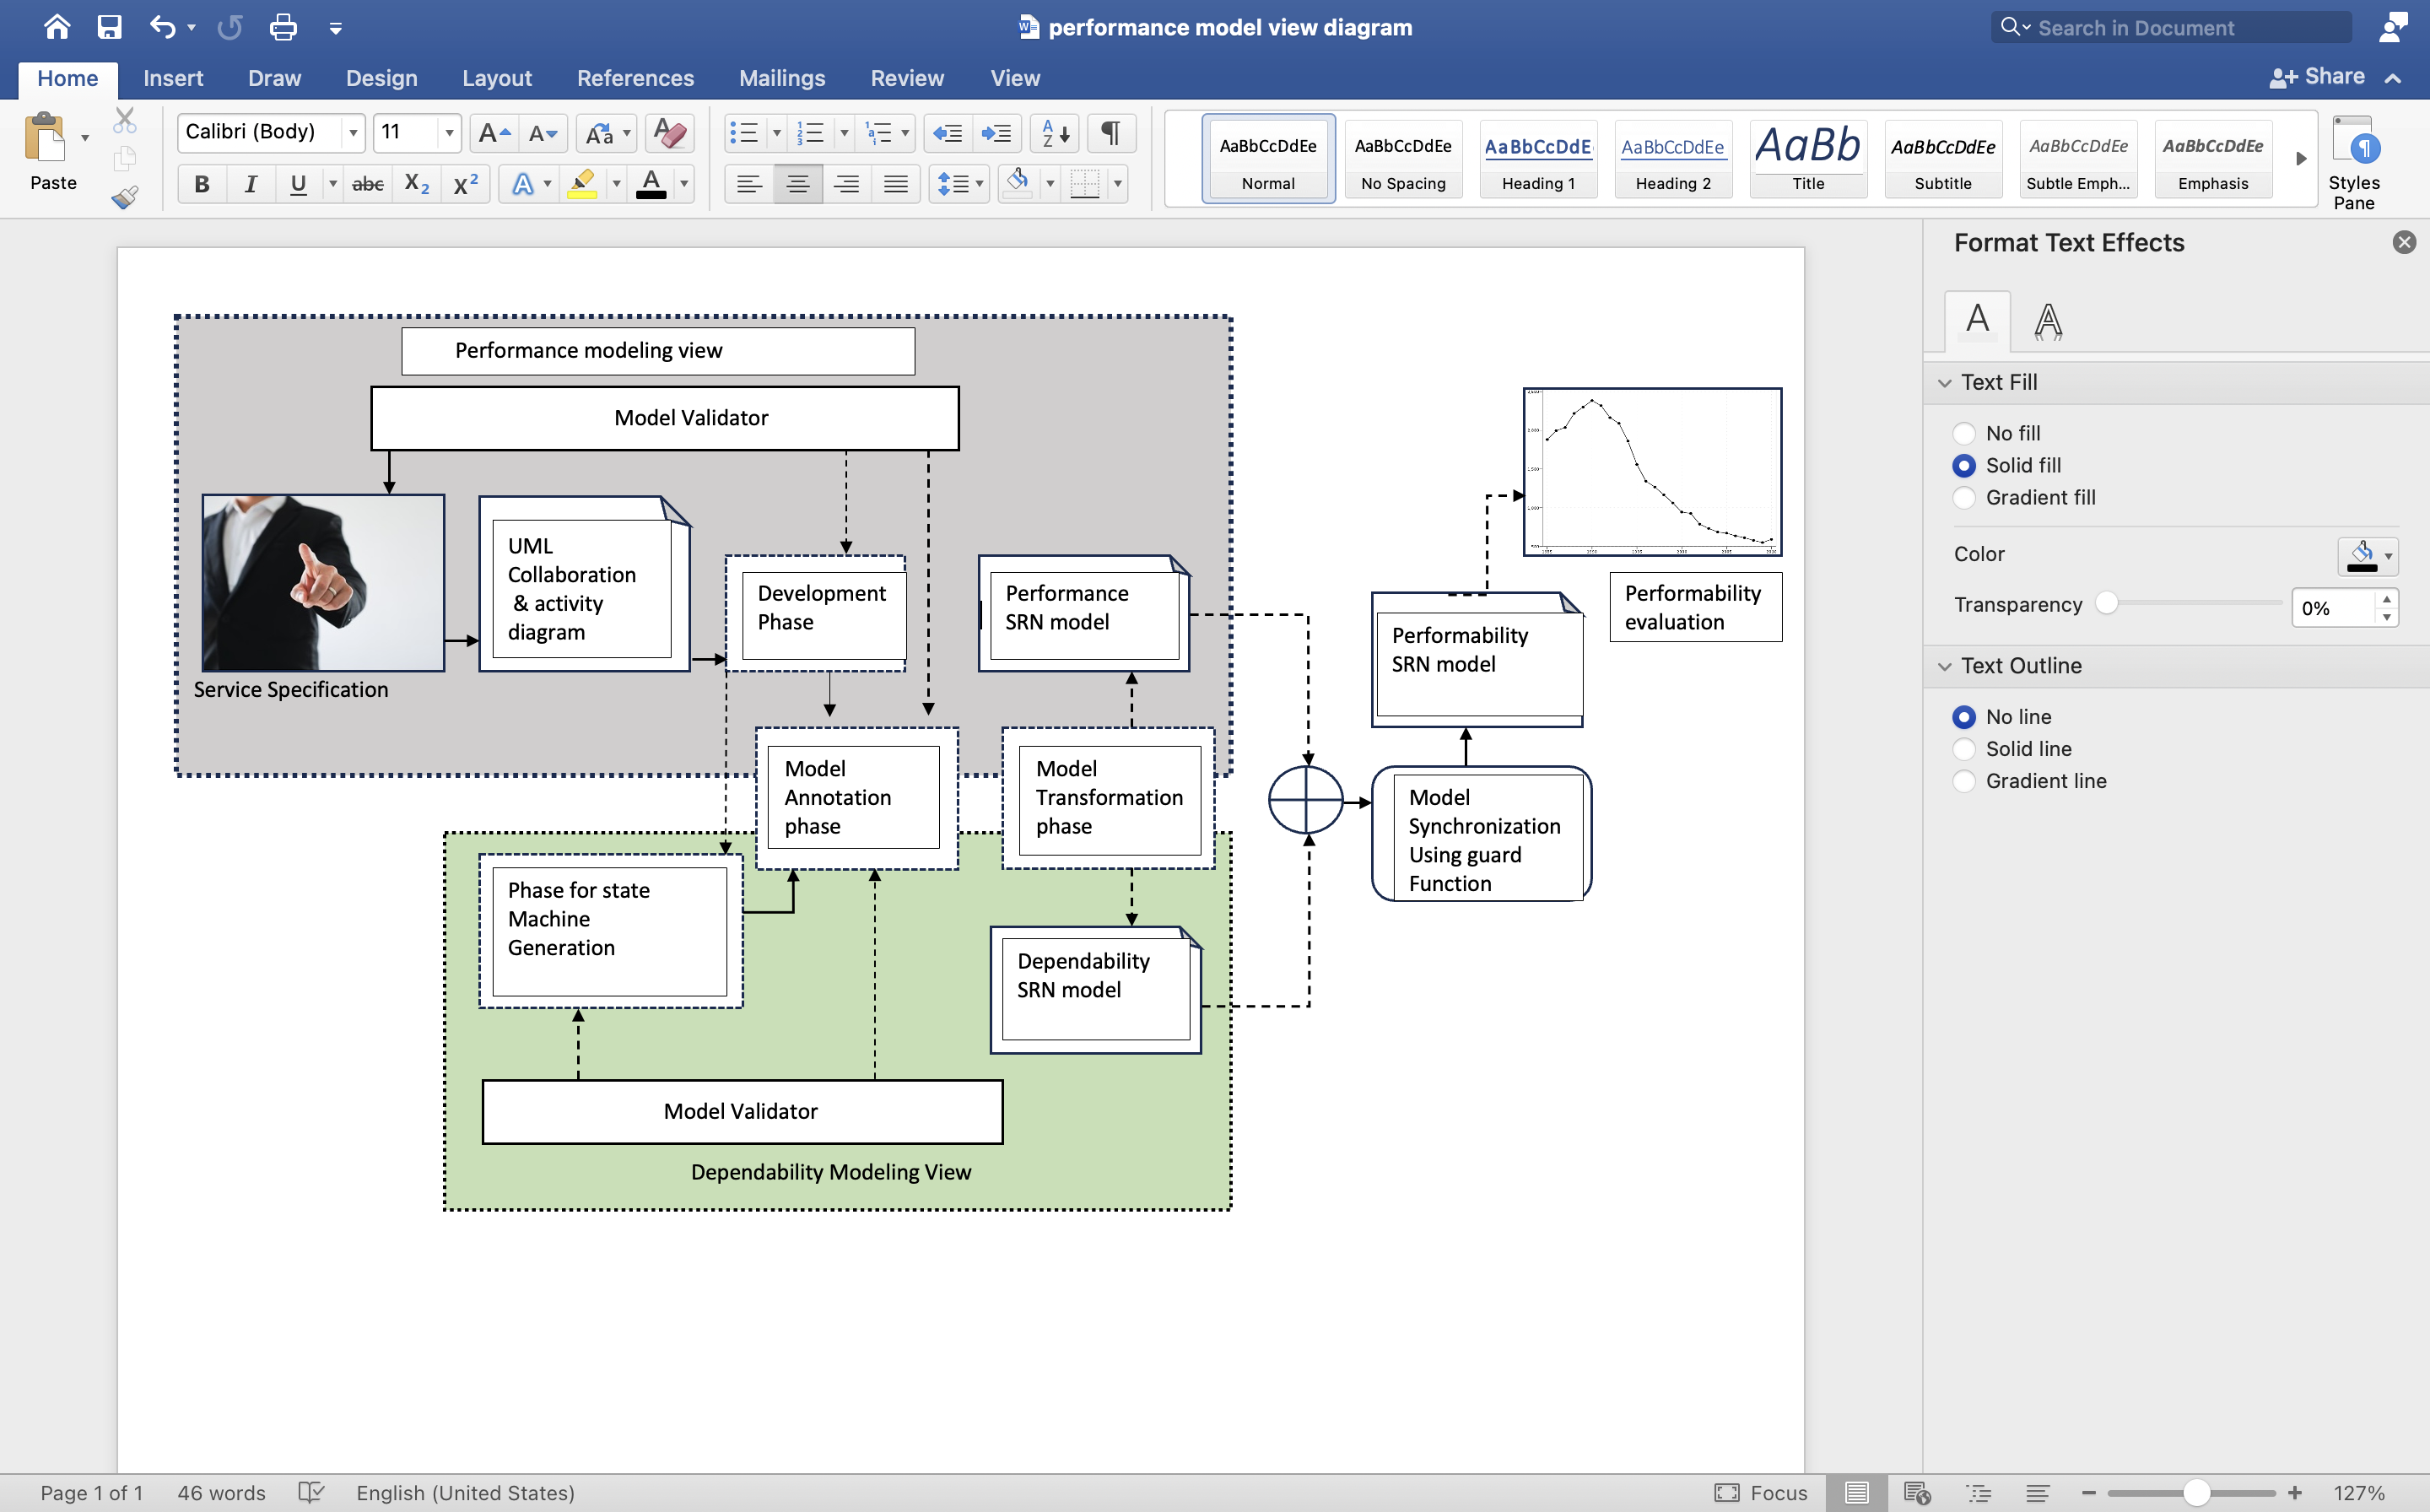 performance model view diagram
Search in Document
Home
Insert
Draw
Design
Layout
References
Mailings
Review
View
Share
Paste
Calibri (Body)
11
AaBbCcDdEe
Normal
AaBbCcDdEe
No Spacing
AaBbCcDdE
Heading 1
AaBbCcDdEe
Heading 2
AaBb
Title
AaBbCcDdEe
Subtitle
AaBbCcDdEe
Subtle Emph...
AaBbCcDdEe
Emphasis
Styles
Pane
Performance modeling view
Model Validator
UML
Collaboration
& activity
diagram
Service Specification
Development
Phase
Performance
SRN model
Model
Annotation
phase
Model
Transformation
phase
Phase for state
Machine
Generation
Dependability
SRN model
Model Validator
Dependability Modeling View
Performability
SRN model
Performability
evaluation
Model
Synchronization
Using guard
Function
Format Text Effects
Text Fill
No fill
Solid fill
Gradient fill
Color
Transparency
0%
Text Outline
No line
Solid line
Gradient line
Page 1 of 1
46 words
English (United States)
Focus
127%